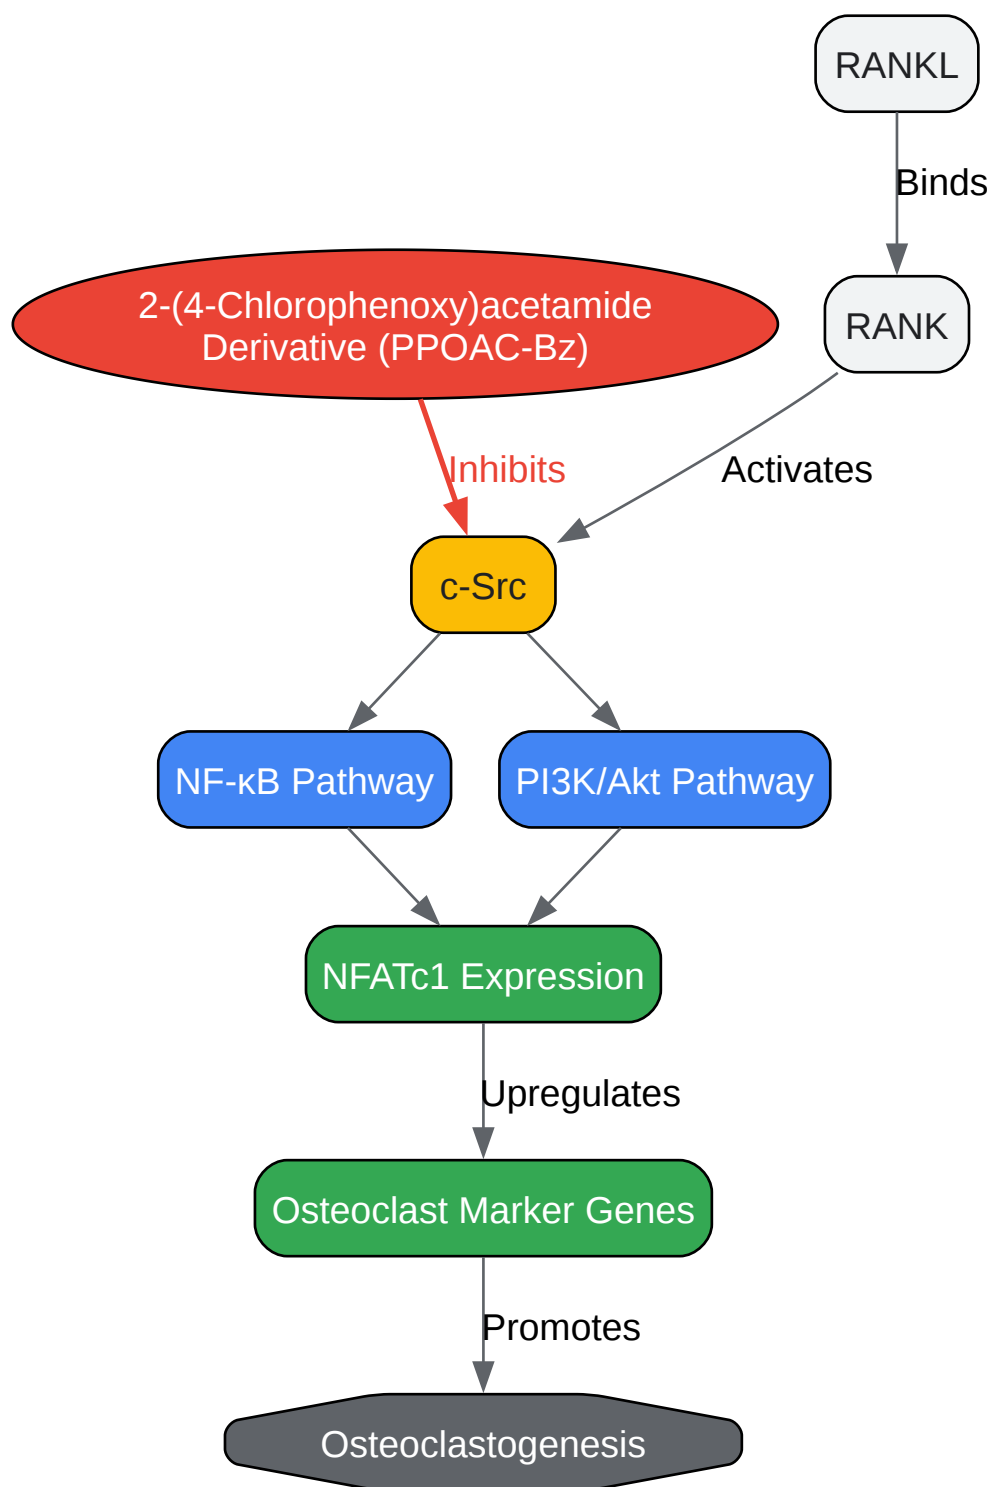 RANKL
Binds
2-(4-Chlorophenoxy)acetamide
Derivative (PPOAC-Bz)
RANK
Inhibits
Activates
c-Src
NF-κB Pathway
PI3K/Akt Pathway
NFATc1 Expression
Upregulates
Osteoclast Marker Genes
Promotes
Osteoclastogenesis